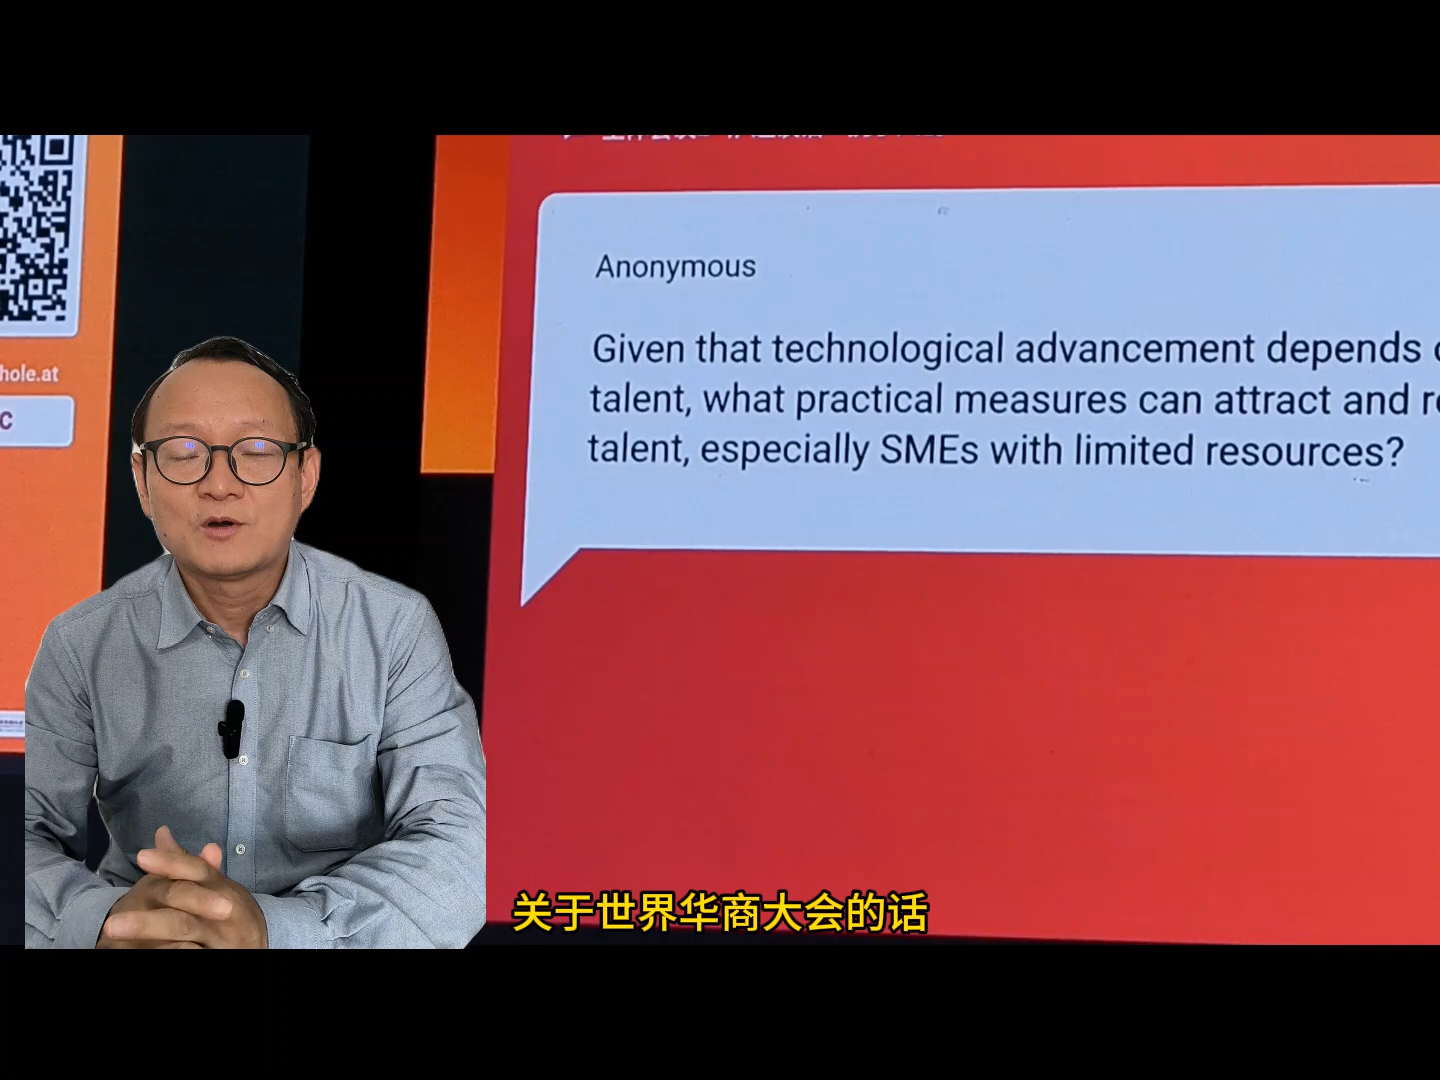 hole.at
C
Anonymous
Given that technological advancement depends
talent, what practical measures can attract and
talent, especially SMEs with limited resources?
关于世界华商大会的话